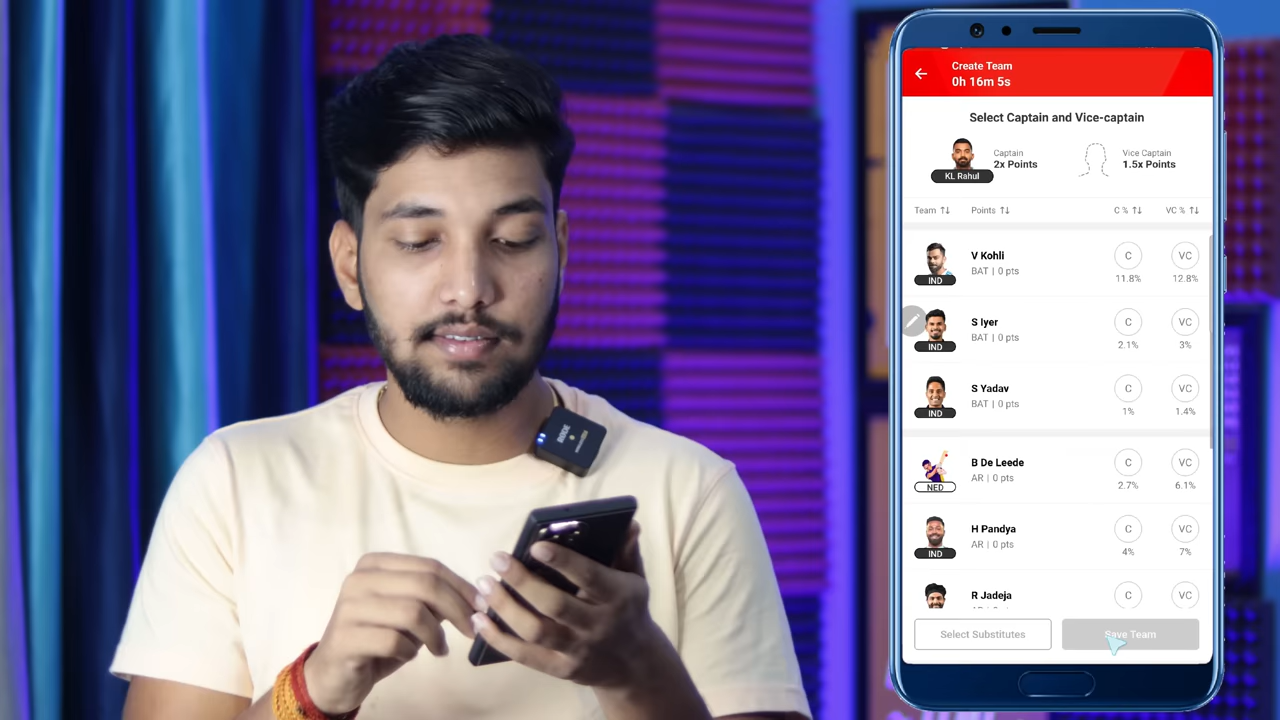 Create Team
0h 16m 5s
Select Captain and Vice-captain
Captain
2x Points
KL Rahul
Vice Captain
1.5x Points
Team ↑↓ Points ↑↓ C % ↑↓ VC % ↑↓
V Kohli
BAT | 0 pts
IND
C VC
11.8% 12.8%
S Iyer
BAT | 0 pts
IND
C VC
2.1% 3%
S Yadav
BAT | 0 pts
IND
C VC
1% 1.4%
B De Leede
AR | 0 pts
NED
C VC
2.7% 6.1%
H Pandya
AR | 0 pts
IND
C VC
4% 7%
R Jadeja
C VC
Select Substitutes
Save Team
RODE